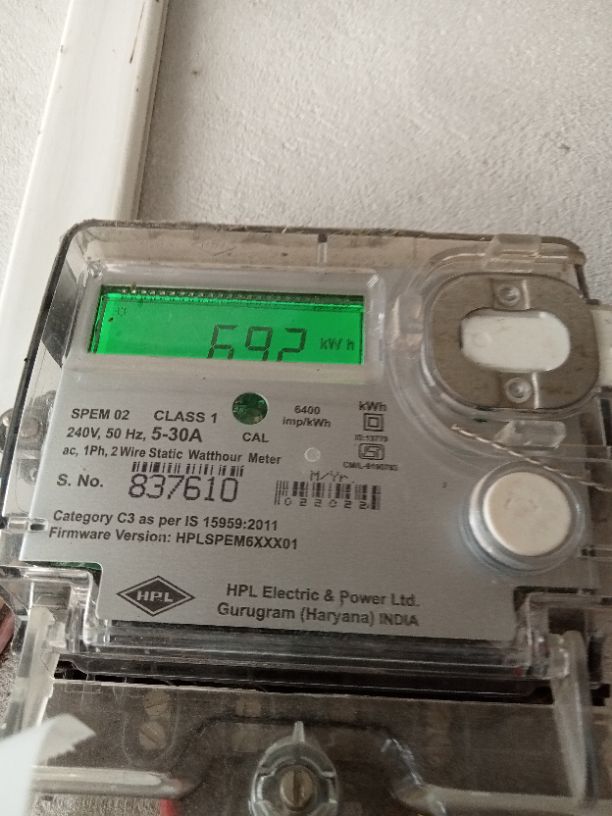 692 kWh
SPEM 02 CLASS 1
240V, 50 Hz, 5-30A
ac, 1Ph, 2 Wire Static Watthour Meter
CAL
6400
imp/kWh
kWh
S. No. 837610
M/Yr.
022022
Category C3 as per IS 15959:2011
Firmware Version: HPLSPEM6XXX01
HPL
HPL Electric & Power Ltd.
Gurugram (Haryana) INDIA